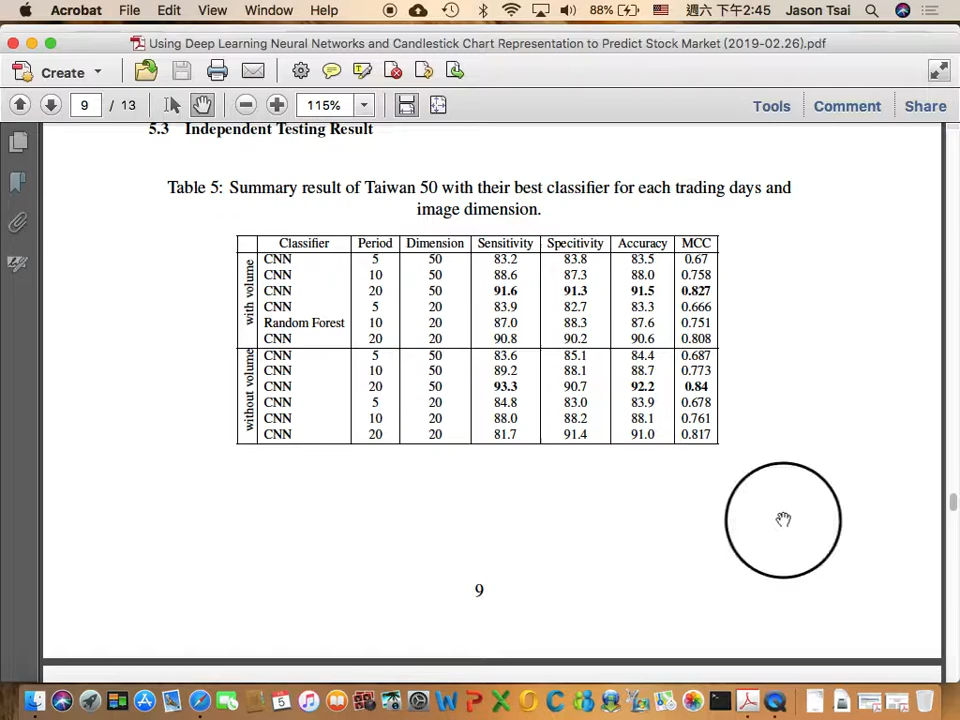 Acrobat File Edit View Window Help 88% 週六 下午2:45 Jason Tsai
Using Deep Learning Neural Networks and Candlestick Chart Representation to Predict Stock Market (2019-02.26).pdf
Create
9 / 13 115% Tools Comment Share
5.3 Independent Testing Result
Table 5: Summary result of Taiwan 50 with their best classifier for each trading days and
image dimension.
Classifier Period Dimension Sensitivity Specitivity Accuracy MCC
with volume
CNN 5 50 83.2 83.8 83.5 0.67
CNN 10 50 88.6 87.3 88.0 0.758
CNN 20 50 91.6 91.3 91.5 0.827
CNN 5 20 83.9 82.7 83.3 0.666
Random Forest 10 20 87.0 88.3 87.6 0.751
CNN 20 20 90.8 90.2 90.6 0.808
without volume
CNN 5 50 83.6 85.1 84.4 0.687
CNN 10 50 89.2 88.1 88.7 0.773
CNN 20 50 93.3 90.7 92.2 0.84
CNN 5 20 84.8 83.0 83.9 0.678
CNN 10 20 88.0 88.2 88.1 0.761
CNN 20 20 81.7 91.4 91.0 0.817
9